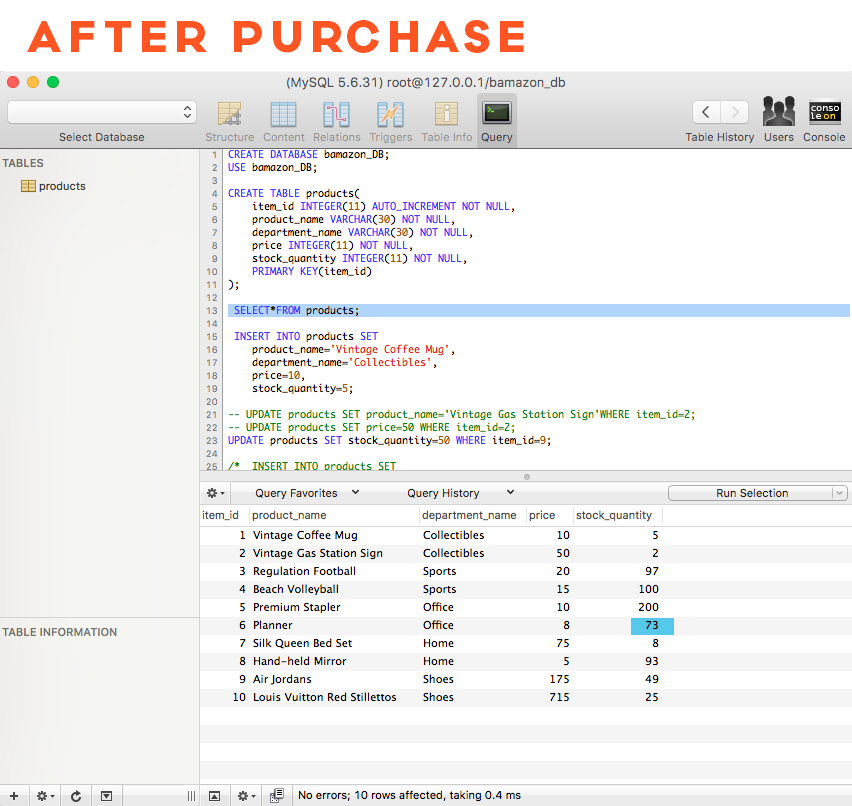 AFTER PURCHASE
(MySQL 5.6.31) root@127.0.0.1/bamazon_db
Select Database
Structure
Content
Relations
Triggers
Table Info
Query
Table History
Users
conso
le on
Console
TABLES
products
1 CREATE DATABASE bamazon_DB;
2 USE bamazon_DB;
3
4 CREATE TABLE products(
5 item_id INTEGER(11) AUTO_INCREMENT NOT NULL,
6 product_name VARCHAR(30) NOT NULL,
7 department_name VARCHAR(30) NOT NULL,
8 price INTEGER(11) NOT NULL,
9 stock_quantity INTEGER(11) NOT NULL,
10 PRIMARY KEY(item_id)
11 );
12
13 SELECT*FROM products;
14
15 INSERT INTO products SET
16 product_name='Vintage Coffee Mug',
17 department_name='Collectibles',
18 price=10,
19 stock_quantity=5;
20
21 -- UPDATE products SET product_name='Vintage Gas Station Sign'WHERE item_id=2;
22 -- UPDATE products SET price=50 WHERE item_id=2;
23 UPDATE products SET stock_quantity=50 WHERE item_id=9;
24
25 /* INSERT INTO products SET
Query Favorites
Query History
Run Selection
item_id product_name department_name price stock_quantity
1 Vintage Coffee Mug Collectibles 10 5
2 Vintage Gas Station Sign Collectibles 50 2
3 Regulation Football Sports 20 97
4 Beach Volleyball Sports 15 100
5 Premium Stapler Office 10 200
6 Planner Office 8 73
7 Silk Queen Bed Set Home 75 8
8 Hand-held Mirror Home 5 93
9 Air Jordans Shoes 175 49
10 Louis Vuitton Red Stillettos Shoes 715 25
TABLE INFORMATION
No errors; 10 rows affected, taking 0.4 ms